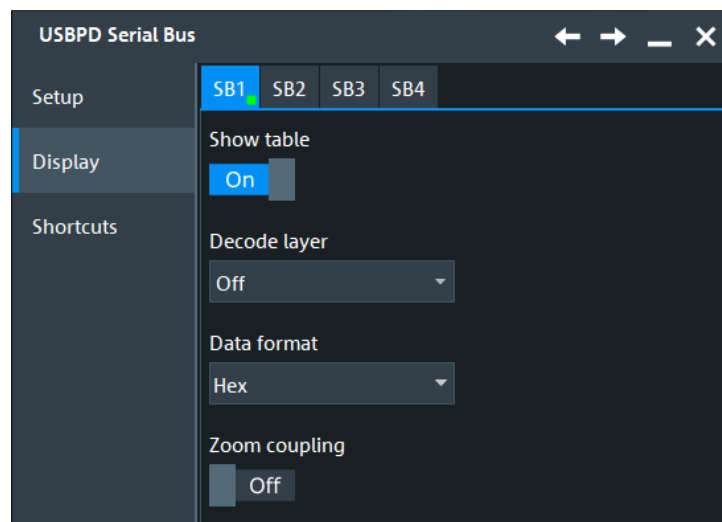 USBPD Serial Bus
Setup
Display
Shortcuts
SB1 SB2 SB3 SB4
Show table
On
Decode layer
Off
Data format
Hex
Zoom coupling
Off